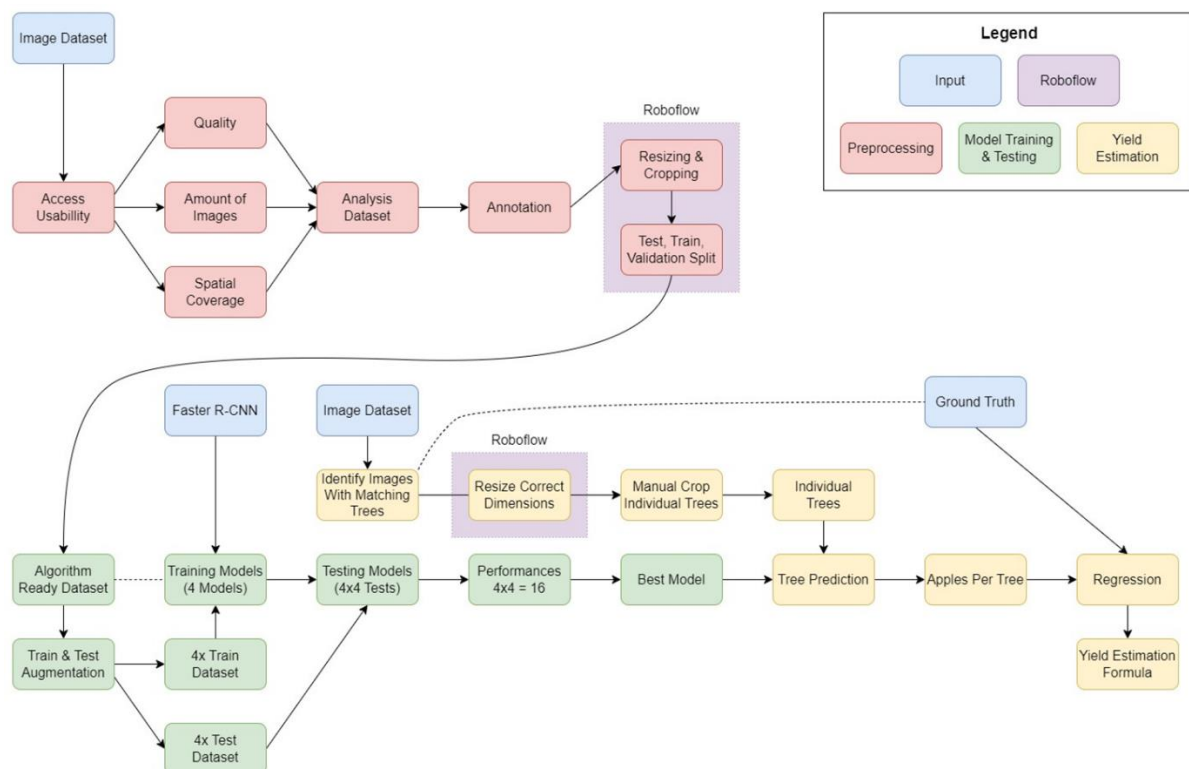 Image Dataset
Legend
Input
Roboflow
Preprocessing
Model Training
& Testing
Yield
Estimation
Quality
Roboflow
Resizing &
Cropping
Access
Usability
Amount of
Images
Analysis
Dataset
Annotation
Test, Train,
Validation Split
Spatial
Coverage
Faster R-CNN
Image Dataset
Ground Truth
Roboflow
Identify Images
With Matching
Trees
Resize Correct
Dimensions
Manual Crop
Individual Trees
Individual
Trees
Algorithm
Ready Dataset
Training Models
(4 Models)
Testing Models
(4x4 Tests)
Performances
4x4 = 16
Best Model
Tree Prediction
Apples Per Tree
Regression
Train & Test
Augmentation
4x Train
Dataset
Yield Estimation
Formula
4x Test
Dataset